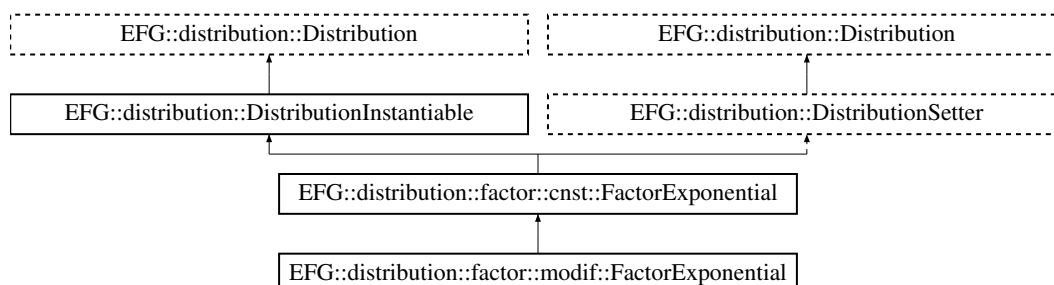 EFG::distribution::Distribution
EFG::distribution::Distribution
EFG::distribution::DistributionInstantiable
EFG::distribution::DistributionSetter
EFG::distribution::factor::cnst::FactorExponential
EFG::distribution::factor::modif::FactorExponential